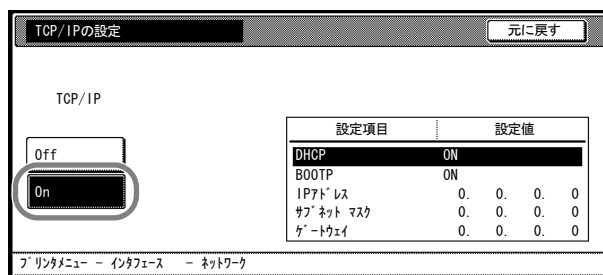 TCP/IPの設定 元に戻す
TCP/IP
設定項目 設定値
Off
On
DHCP ON
BOOTP ON
IPｱﾄﾞﾚｽ 0. 0. 0. 0
ｻﾌﾞﾈｯﾄ ﾏｽｸ 0. 0. 0. 0
ｹﾞｰﾄｳｪｲ 0. 0. 0. 0
ﾌﾟﾘﾝﾀﾒﾆｭｰ − ｲﾝﾀﾌｪｰｽ − ﾈｯﾄﾜｰｸ